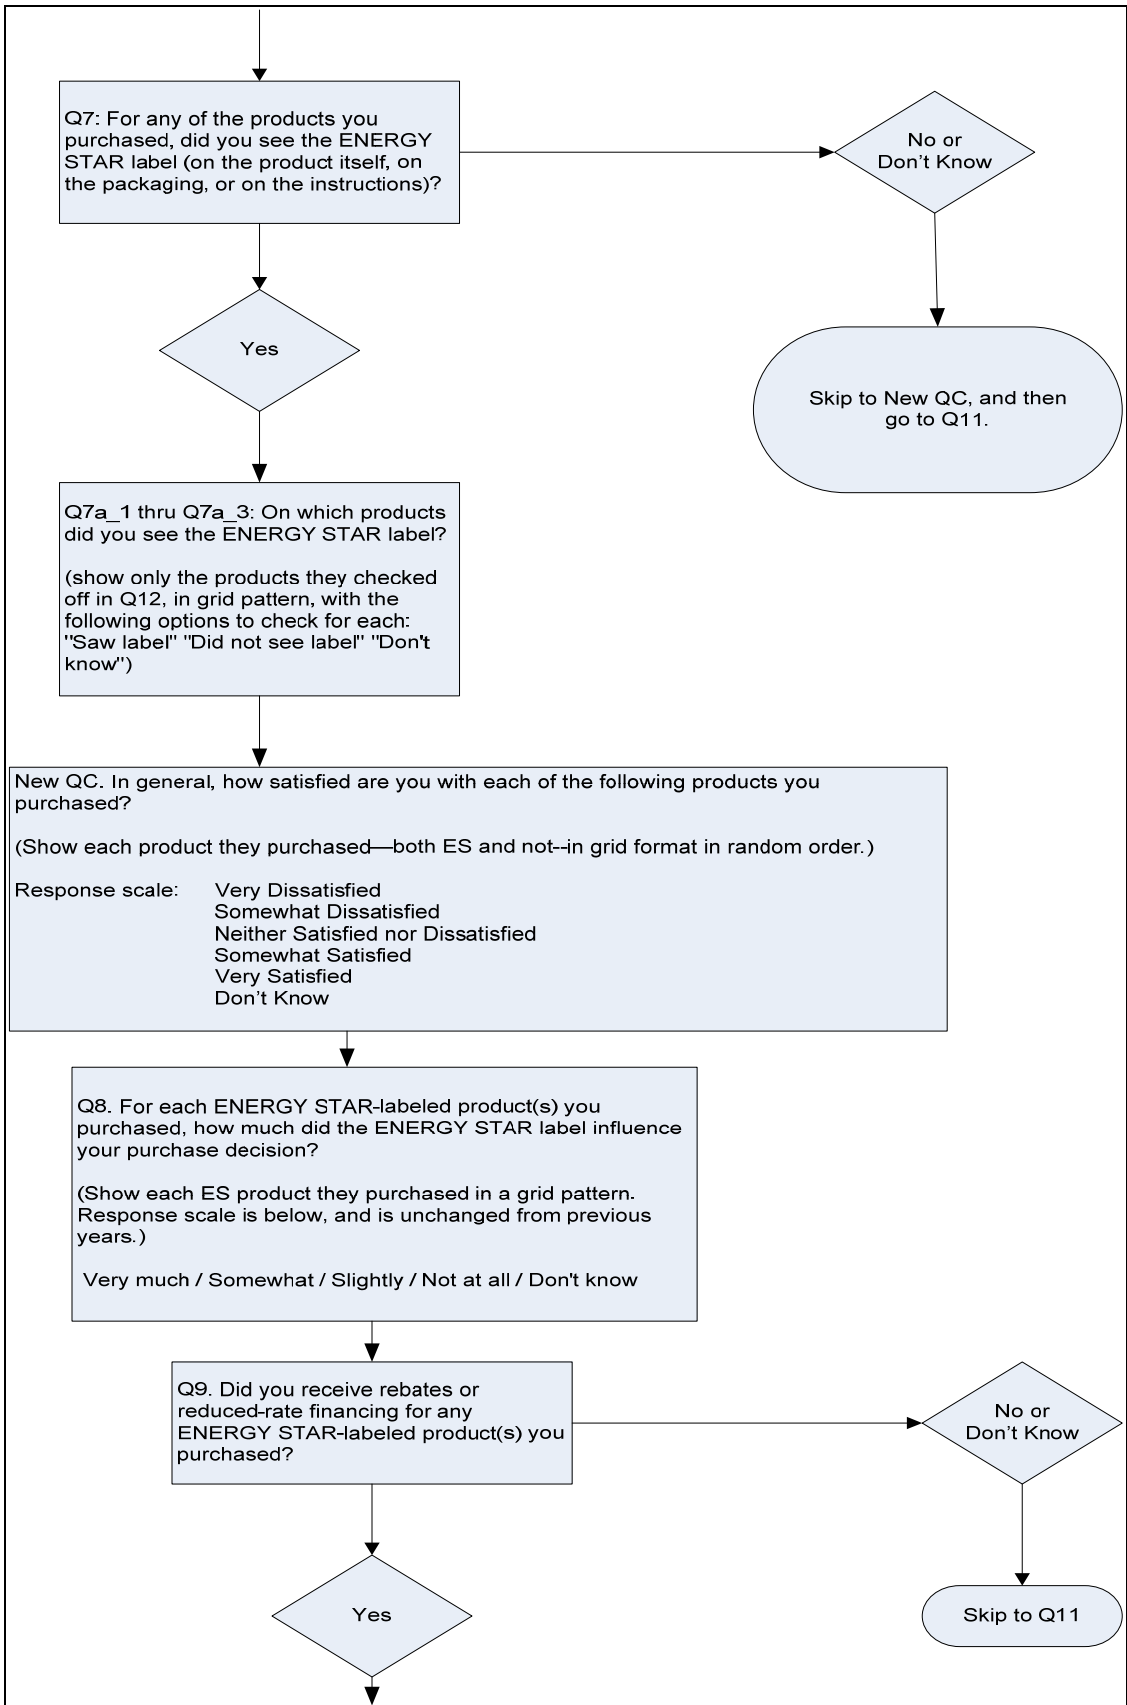 Q7: For any of the products you
purchased, did you see the ENERGY
STAR label (on the product itself, on
the packaging, or on the instructions)?
No or
Don't Know
Yes
Skip to New QC, and then
go to Q11.
Q7a_1 thru Q7a_3: On which products
did you see the ENERGY STAR label?
(show only the products they checked
off in Q12, in grid pattern, with the
following options to check for each:
"Saw label" "Did not see label" "Don't
know")
New QC. In general, how satisfied are you with each of the following products you
purchased?
(Show each product they purchased—both ES and not--in grid format in random order.)
Response scale: Very Dissatisfied
Somewhat Dissatisfied
Neither Satisfied nor Dissatisfied
Somewhat Satisfied
Very Satisfied
Don't Know
Q8. For each ENERGY STAR-labeled product(s) you
purchased, how much did the ENERGY STAR label influence
your purchase decision?
(Show each ES product they purchased in a grid pattern.
Response scale is below, and is unchanged from previous
years.)
Very much / Somewhat / Slightly / Not at all / Don't know
Q9. Did you receive rebates or
reduced-rate financing for any
ENERGY STAR-labeled product(s) you
purchased?
No or
Don't Know
Yes
Skip to Q11